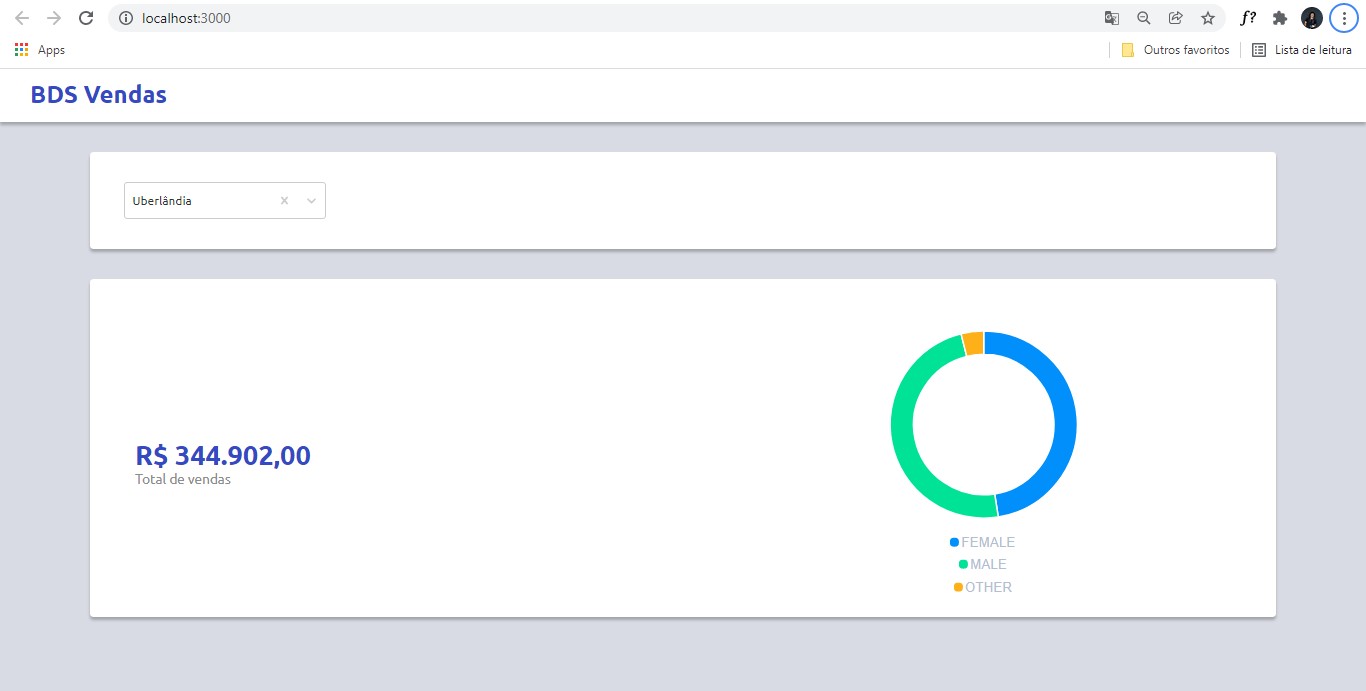 localhost:3000
f?
Apps
Outros favoritos
Lista de leitura
BDS Vendas
Uberlândia
R$ 344.902,00
Total de vendas
FEMALE
MALE
OTHER